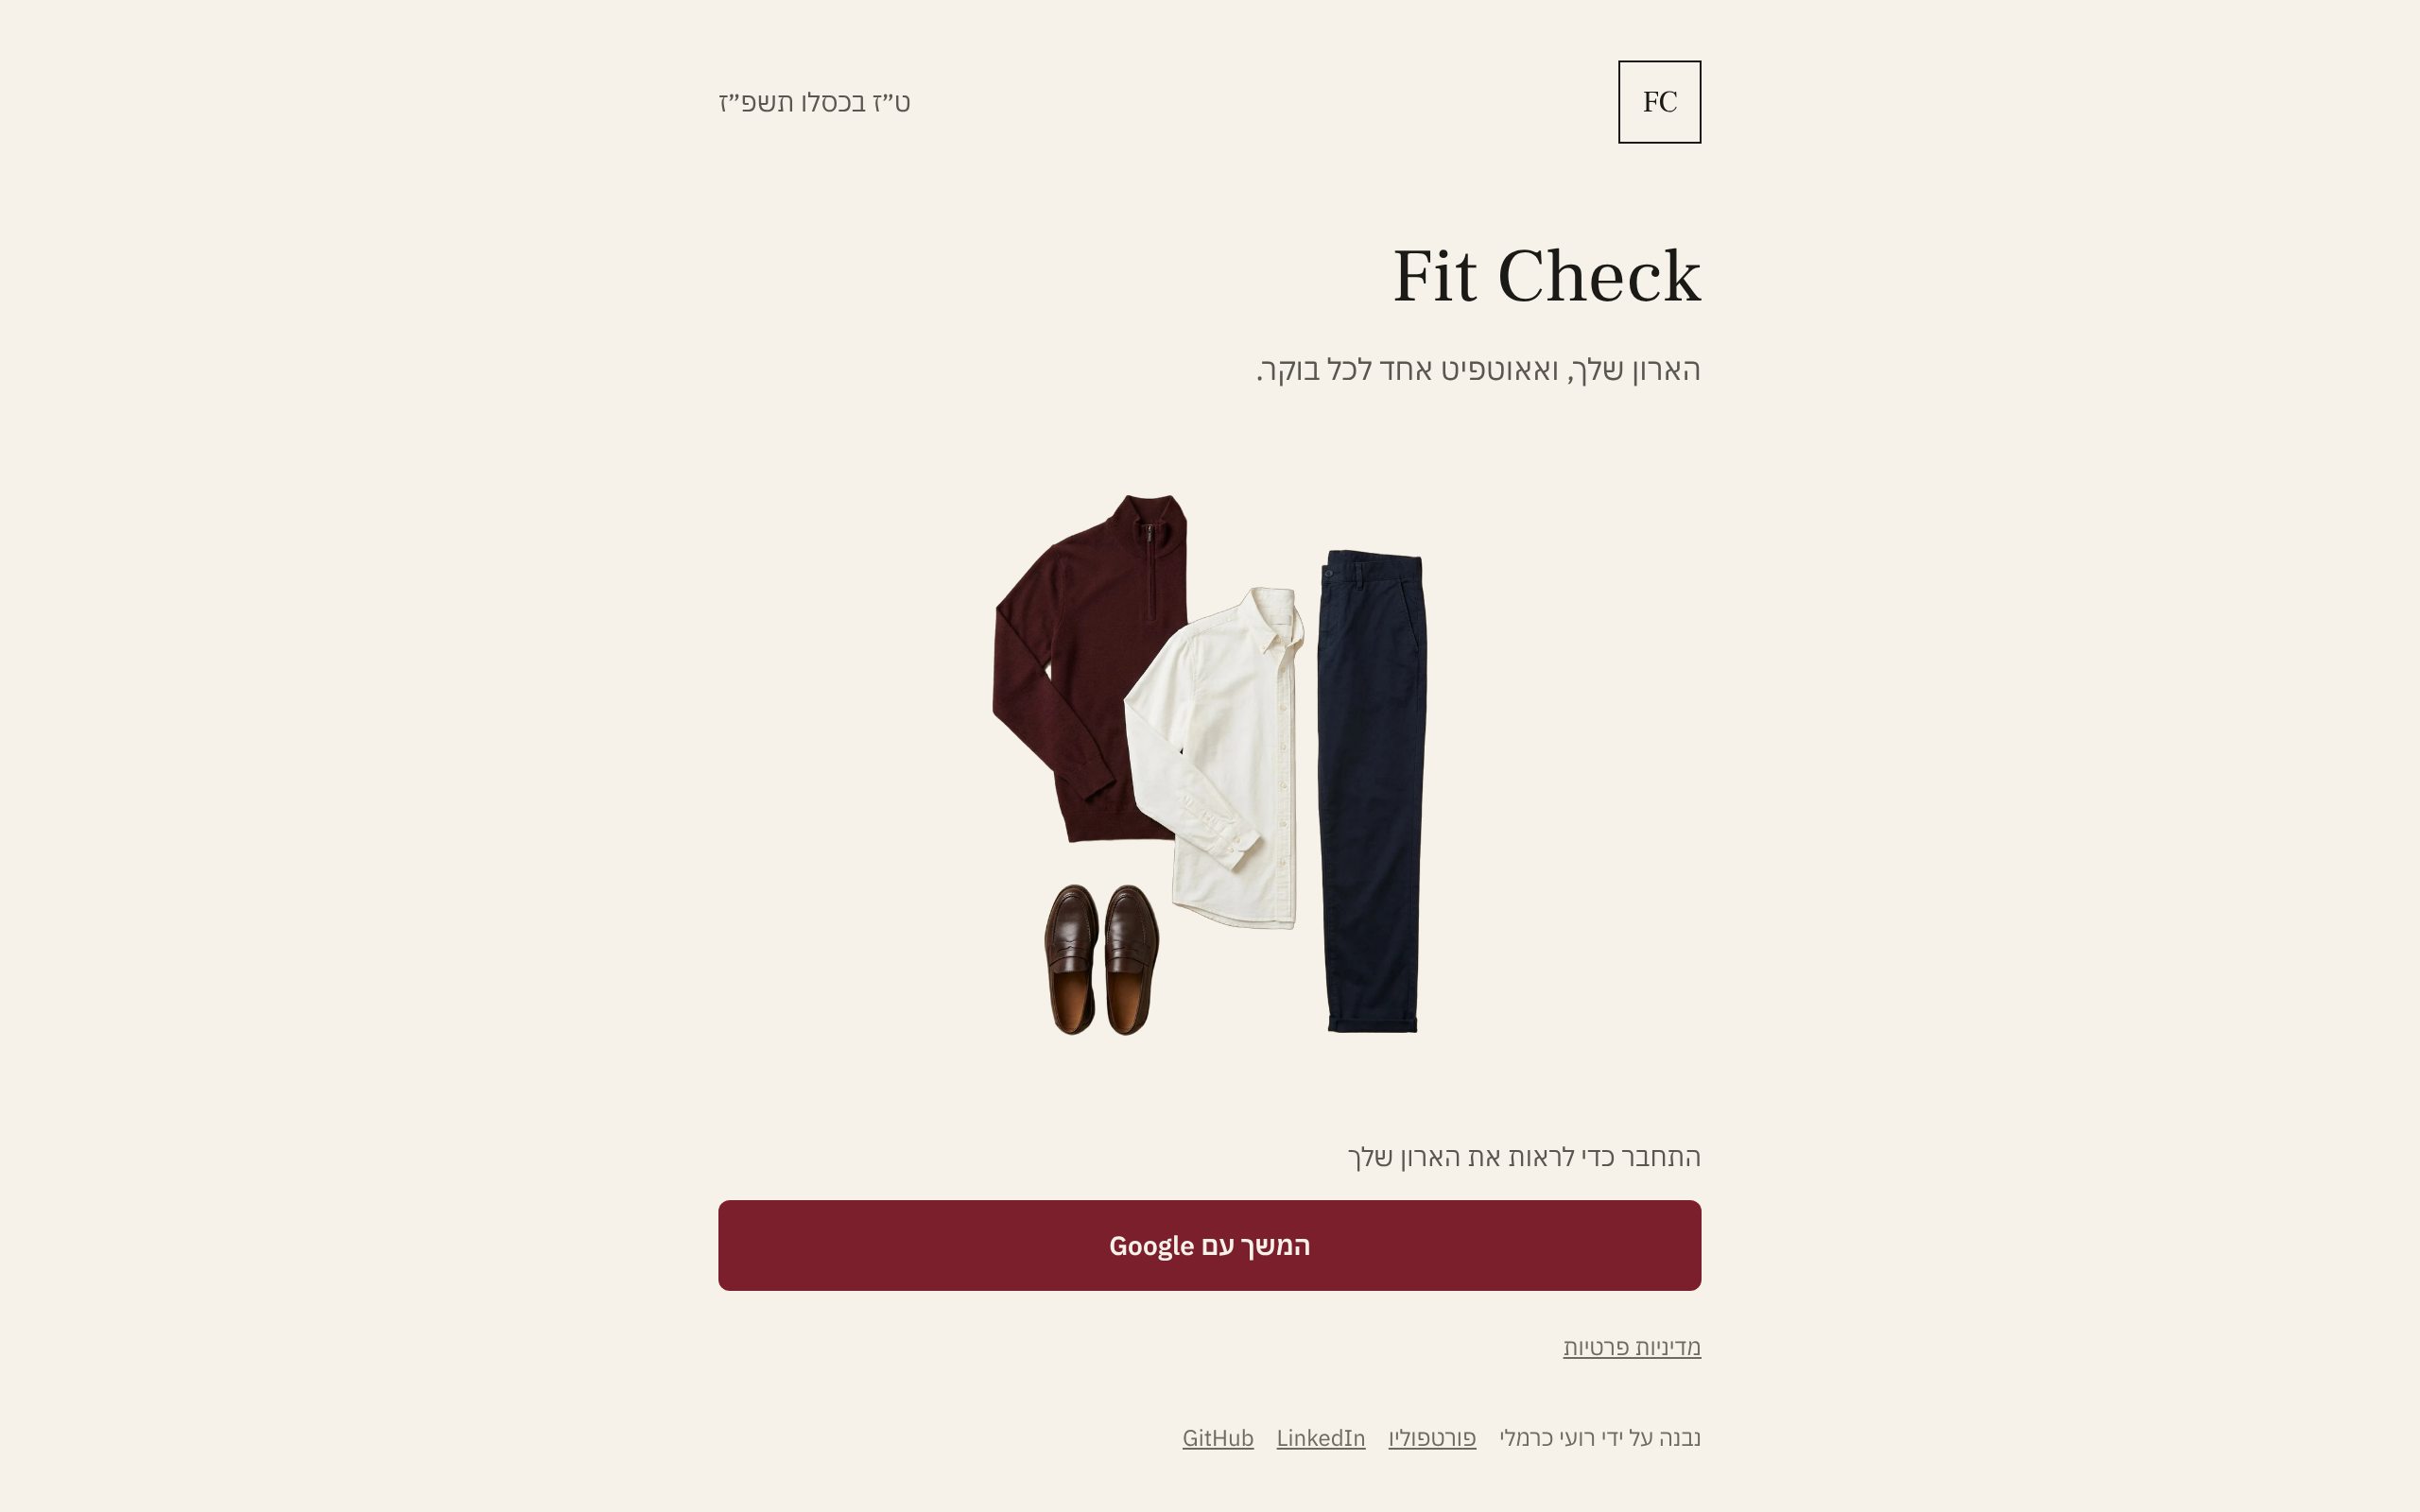 FC
ט״ז בכסלו תשפ״ז
Fit Check
הארון שלך, ואאוטפיט אחד לכל בוקר.
התחבר כדי לראות את הארון שלך
המשך עם Google
מדיניות פרטיות
נבנה על ידי רועי כרמלי פורטפוליו LinkedIn GitHub